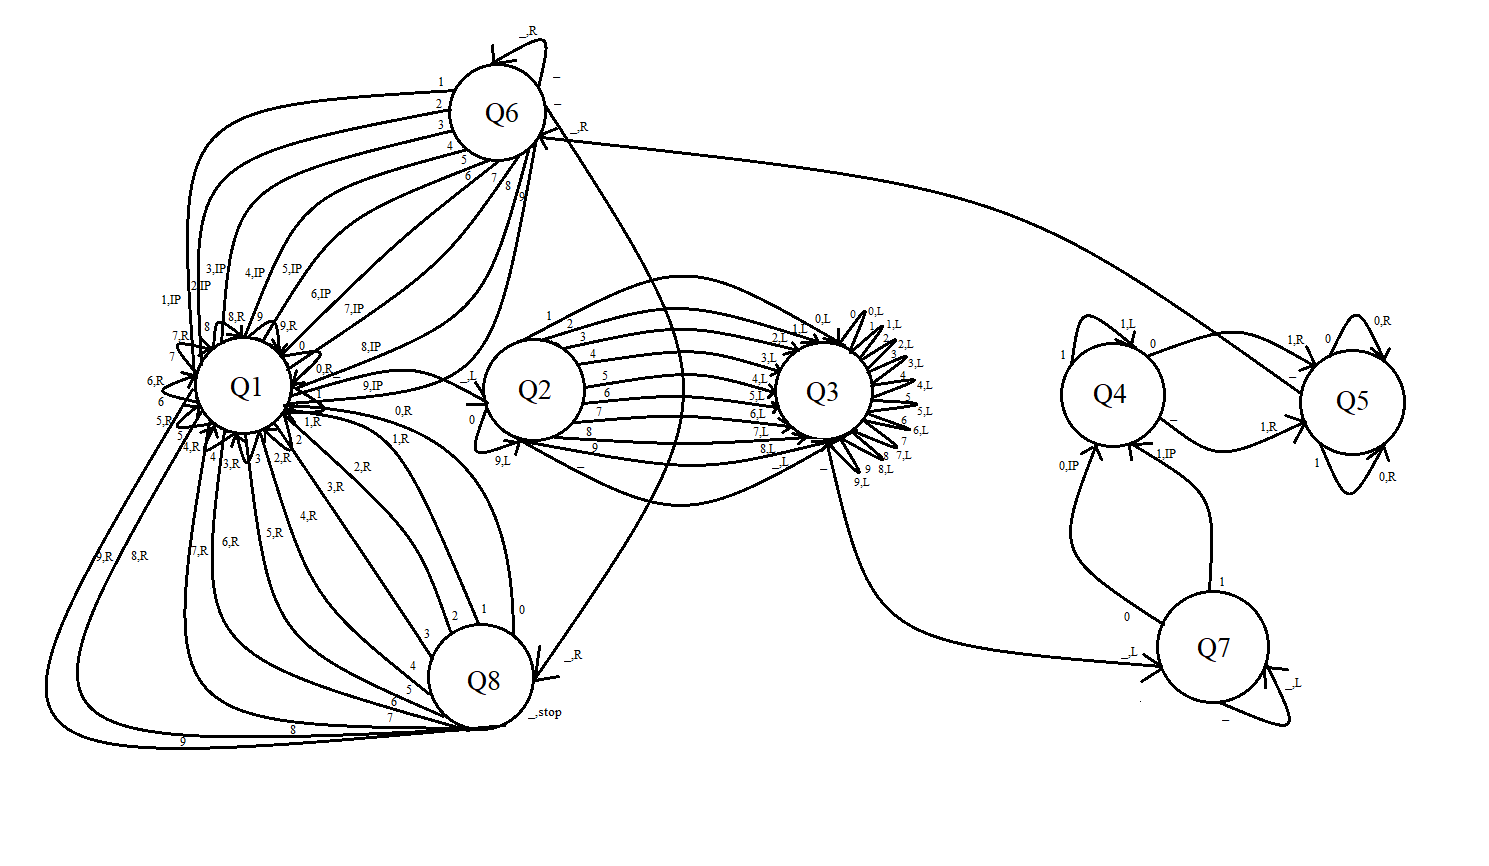 _,R
_
1
2
_
3
Q6
_,R
4
5
6
7
8
9
3,IP
4,IP
5,IP
2,IP
1,IP
6,IP
7,IP
8,R
9
9,R
8
7,R
7
0
8,IP
0,R
6,R
Q1
9,IP
1
6
_,L
0,R
5,R
1,R
5
2
1,R
4,R
4
3,R
3
2,R
2,R
3,R
4,R
5,R
6,R
7,R
8,R
9,R
1
2
3
4
5
6
7
8
9
_
0
Q2
9,L
0,L
1,L
2,L
3,L
4,L
5,L
6,L
7,L
8,L
_,L
_
Q3
0
0,L
1
1,L
2
2,L
3
3,L
4
4,L
5
5,L
6
6,L
7
7,L
8
8,L
9
9,L
1,L
0
1
Q4
_
1,R
_
1,R
0
0,R
Q5
1
0,R
0,IP
1,IP
1
0
_,L
Q7
_,L
_
0
1
2
3
4
5
6
7
8
9
Q8
_,R
_,stop